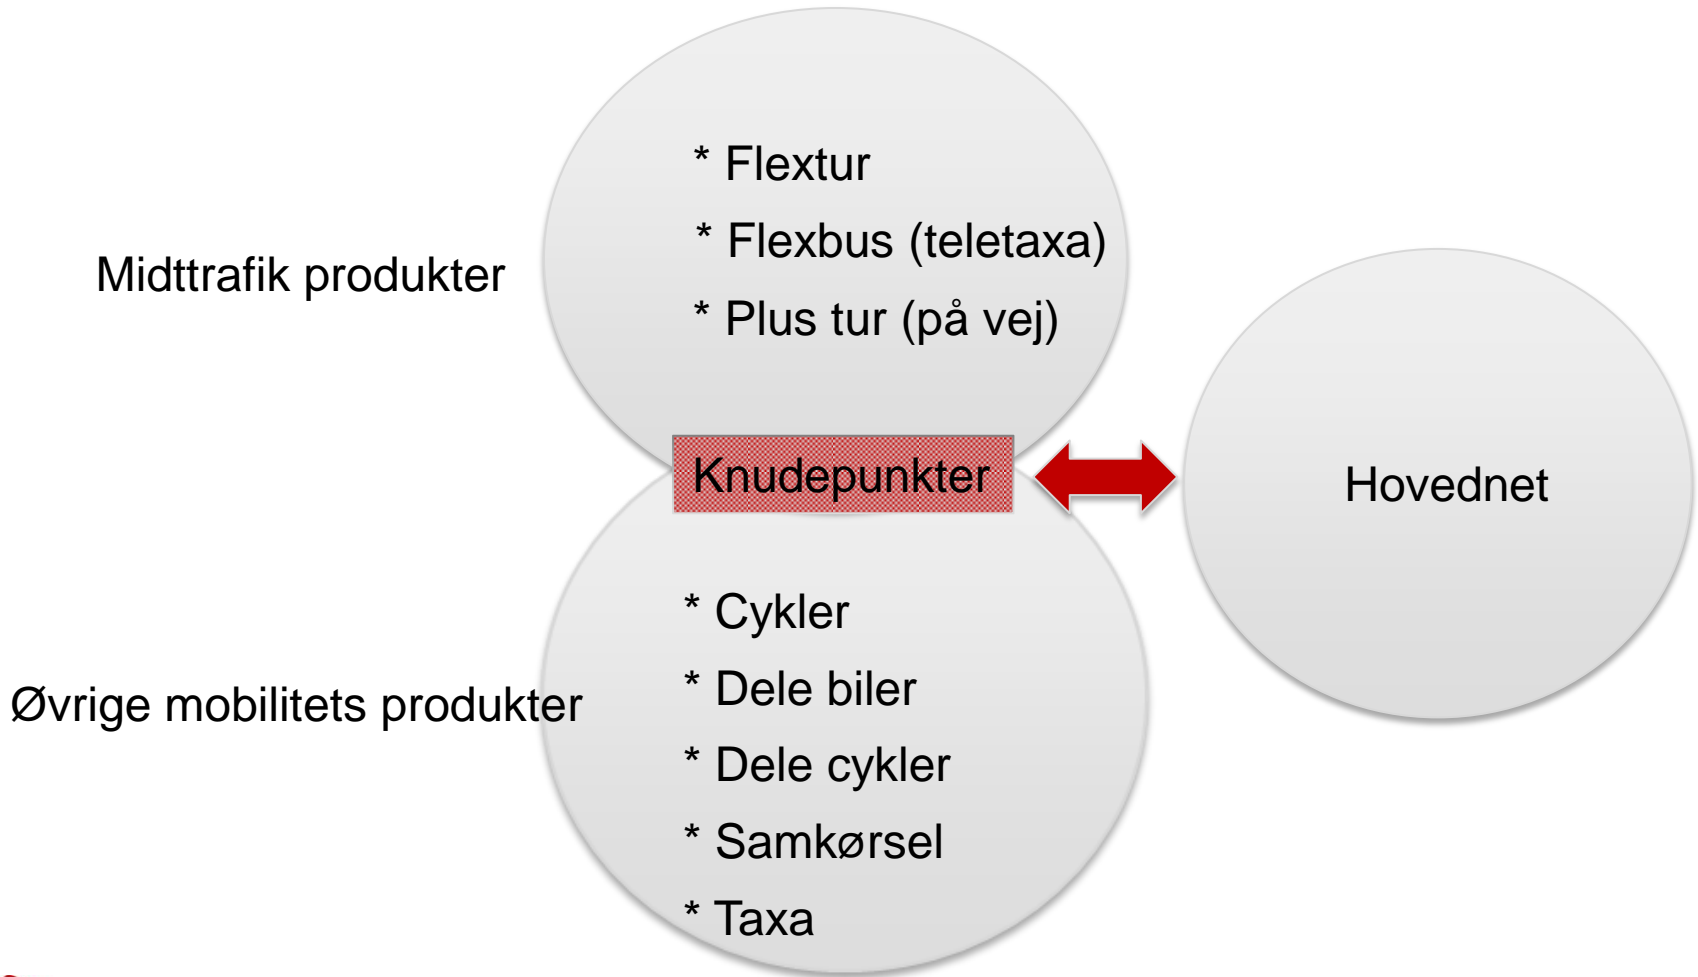 * Flextur
* Flexbus (teletaxa)
Midttrafik produkter
* Plus tur (på vej)
Knudepunkter
Hovednet
* Cykler
Øvrige mobilitets produkter
* Dele biler
* Dele cykler
* Samkørsel
* Taxa